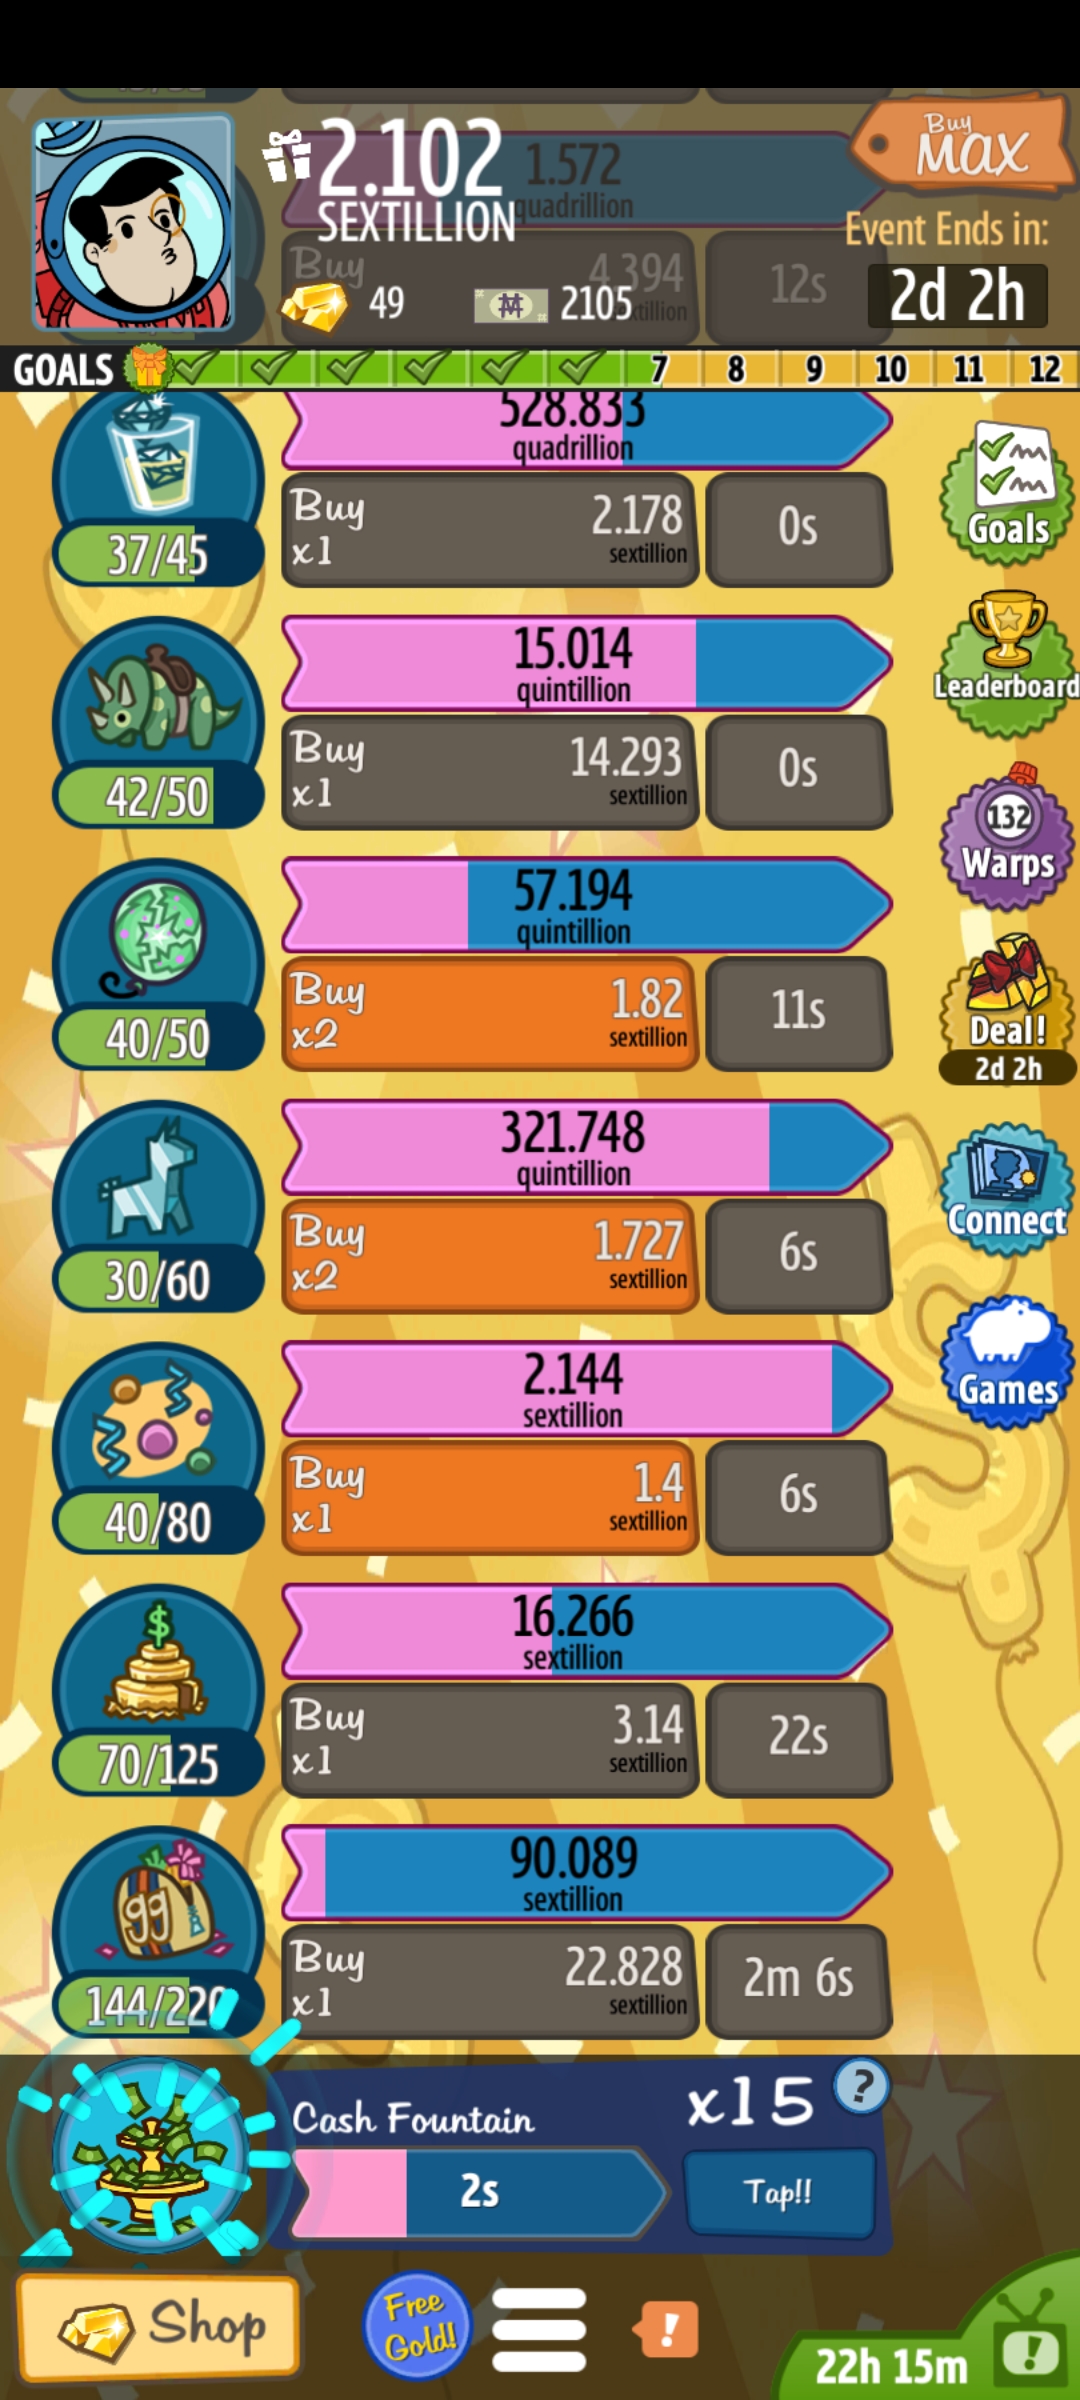 2.102
SEXTILLION
1.572
quadrillion
Buy
MAX
Event Ends in:
2d 2h
Buy
4.394
12s
49
2105
GOALS
7
8
9
10
11
12
528.833
quadrillion
37/45
Buy
x1
2.178
sextillion
0s
Goals
15.014
quintillion
42/50
Buy
x1
14.293
sextillion
0s
Leaderboard
57.194
quintillion
40/50
Buy
x2
1.82
sextillion
11s
132
Warps
Deal!
2d 2h
321.748
quintillion
30/60
Buy
x2
1.727
sextillion
6s
Connect
2.144
sextillion
40/80
Buy
x1
1.4
sextillion
6s
Games
$
16.266
sextillion
70/125
Buy
x1
3.14
sextillion
22s
99
90.089
sextillion
144/220
Buy
x1
22.828
sextillion
2m 6s
Cash Fountain
x15
?
2s
Tap!!
Shop
Free
Gold!
!
22h 15m
!